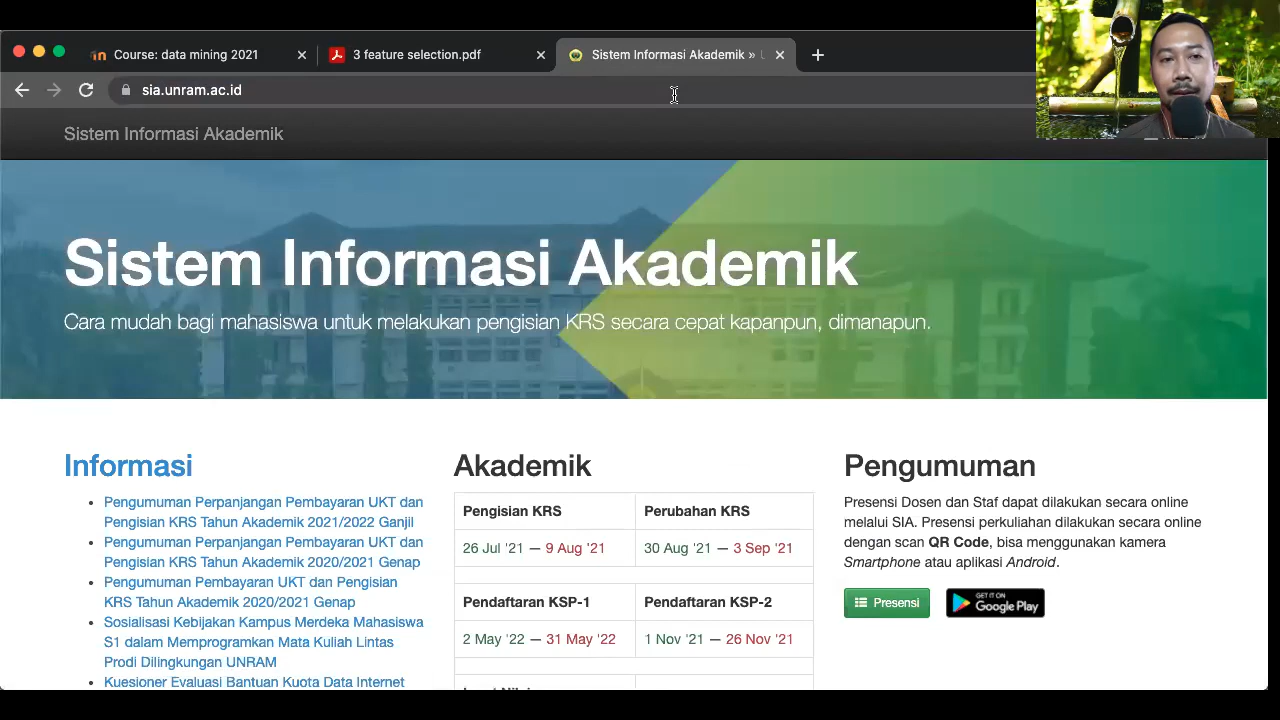 Course: data mining 2021
3 feature selection.pdf
Sistem Informasi Akademik »
sia.unram.ac.id
Sistem Informasi Akademik
Sistem Informasi Akademik
Cara mudah bagi mahasiswa untuk melakukan pengisian KRS secara cepat kapanpun, dimanapun.
Informasi
Pengumuman Perpanjangan Pembayaran UKT dan
Pengisian KRS Tahun Akademik 2021/2022 Ganjil
Pengumuman Perpanjangan Pembayaran UKT dan
Pengisian KRS Tahun Akademik 2020/2021 Genap
Pengumuman Pembayaran UKT dan Pengisian
KRS Tahun Akademik 2020/2021 Genap
Sosialisasi Kebijakan Kampus Merdeka Mahasiswa
S1 dalam Memprogramkan Mata Kuliah Lintas
Prodi Dilingkungan UNRAM
Kuesioner Evaluasi Bantuan Kuota Data Internet
Akademik
Pengisian KRS
Perubahan KRS
26 Jul '21 — 9 Aug '21
30 Aug '21 — 3 Sep '21
Pendaftaran KSP-1
Pendaftaran KSP-2
2 May '22 — 31 May '22
1 Nov '21 — 26 Nov '21
Pengumuman
Presensi Dosen dan Staf dapat dilakukan secara online
melalui SIA. Presensi perkuliahan dilakukan secara online
dengan scan QR Code, bisa menggunakan kamera
Smartphone atau aplikasi Android.
Presensi
GET IT ON
Google Play